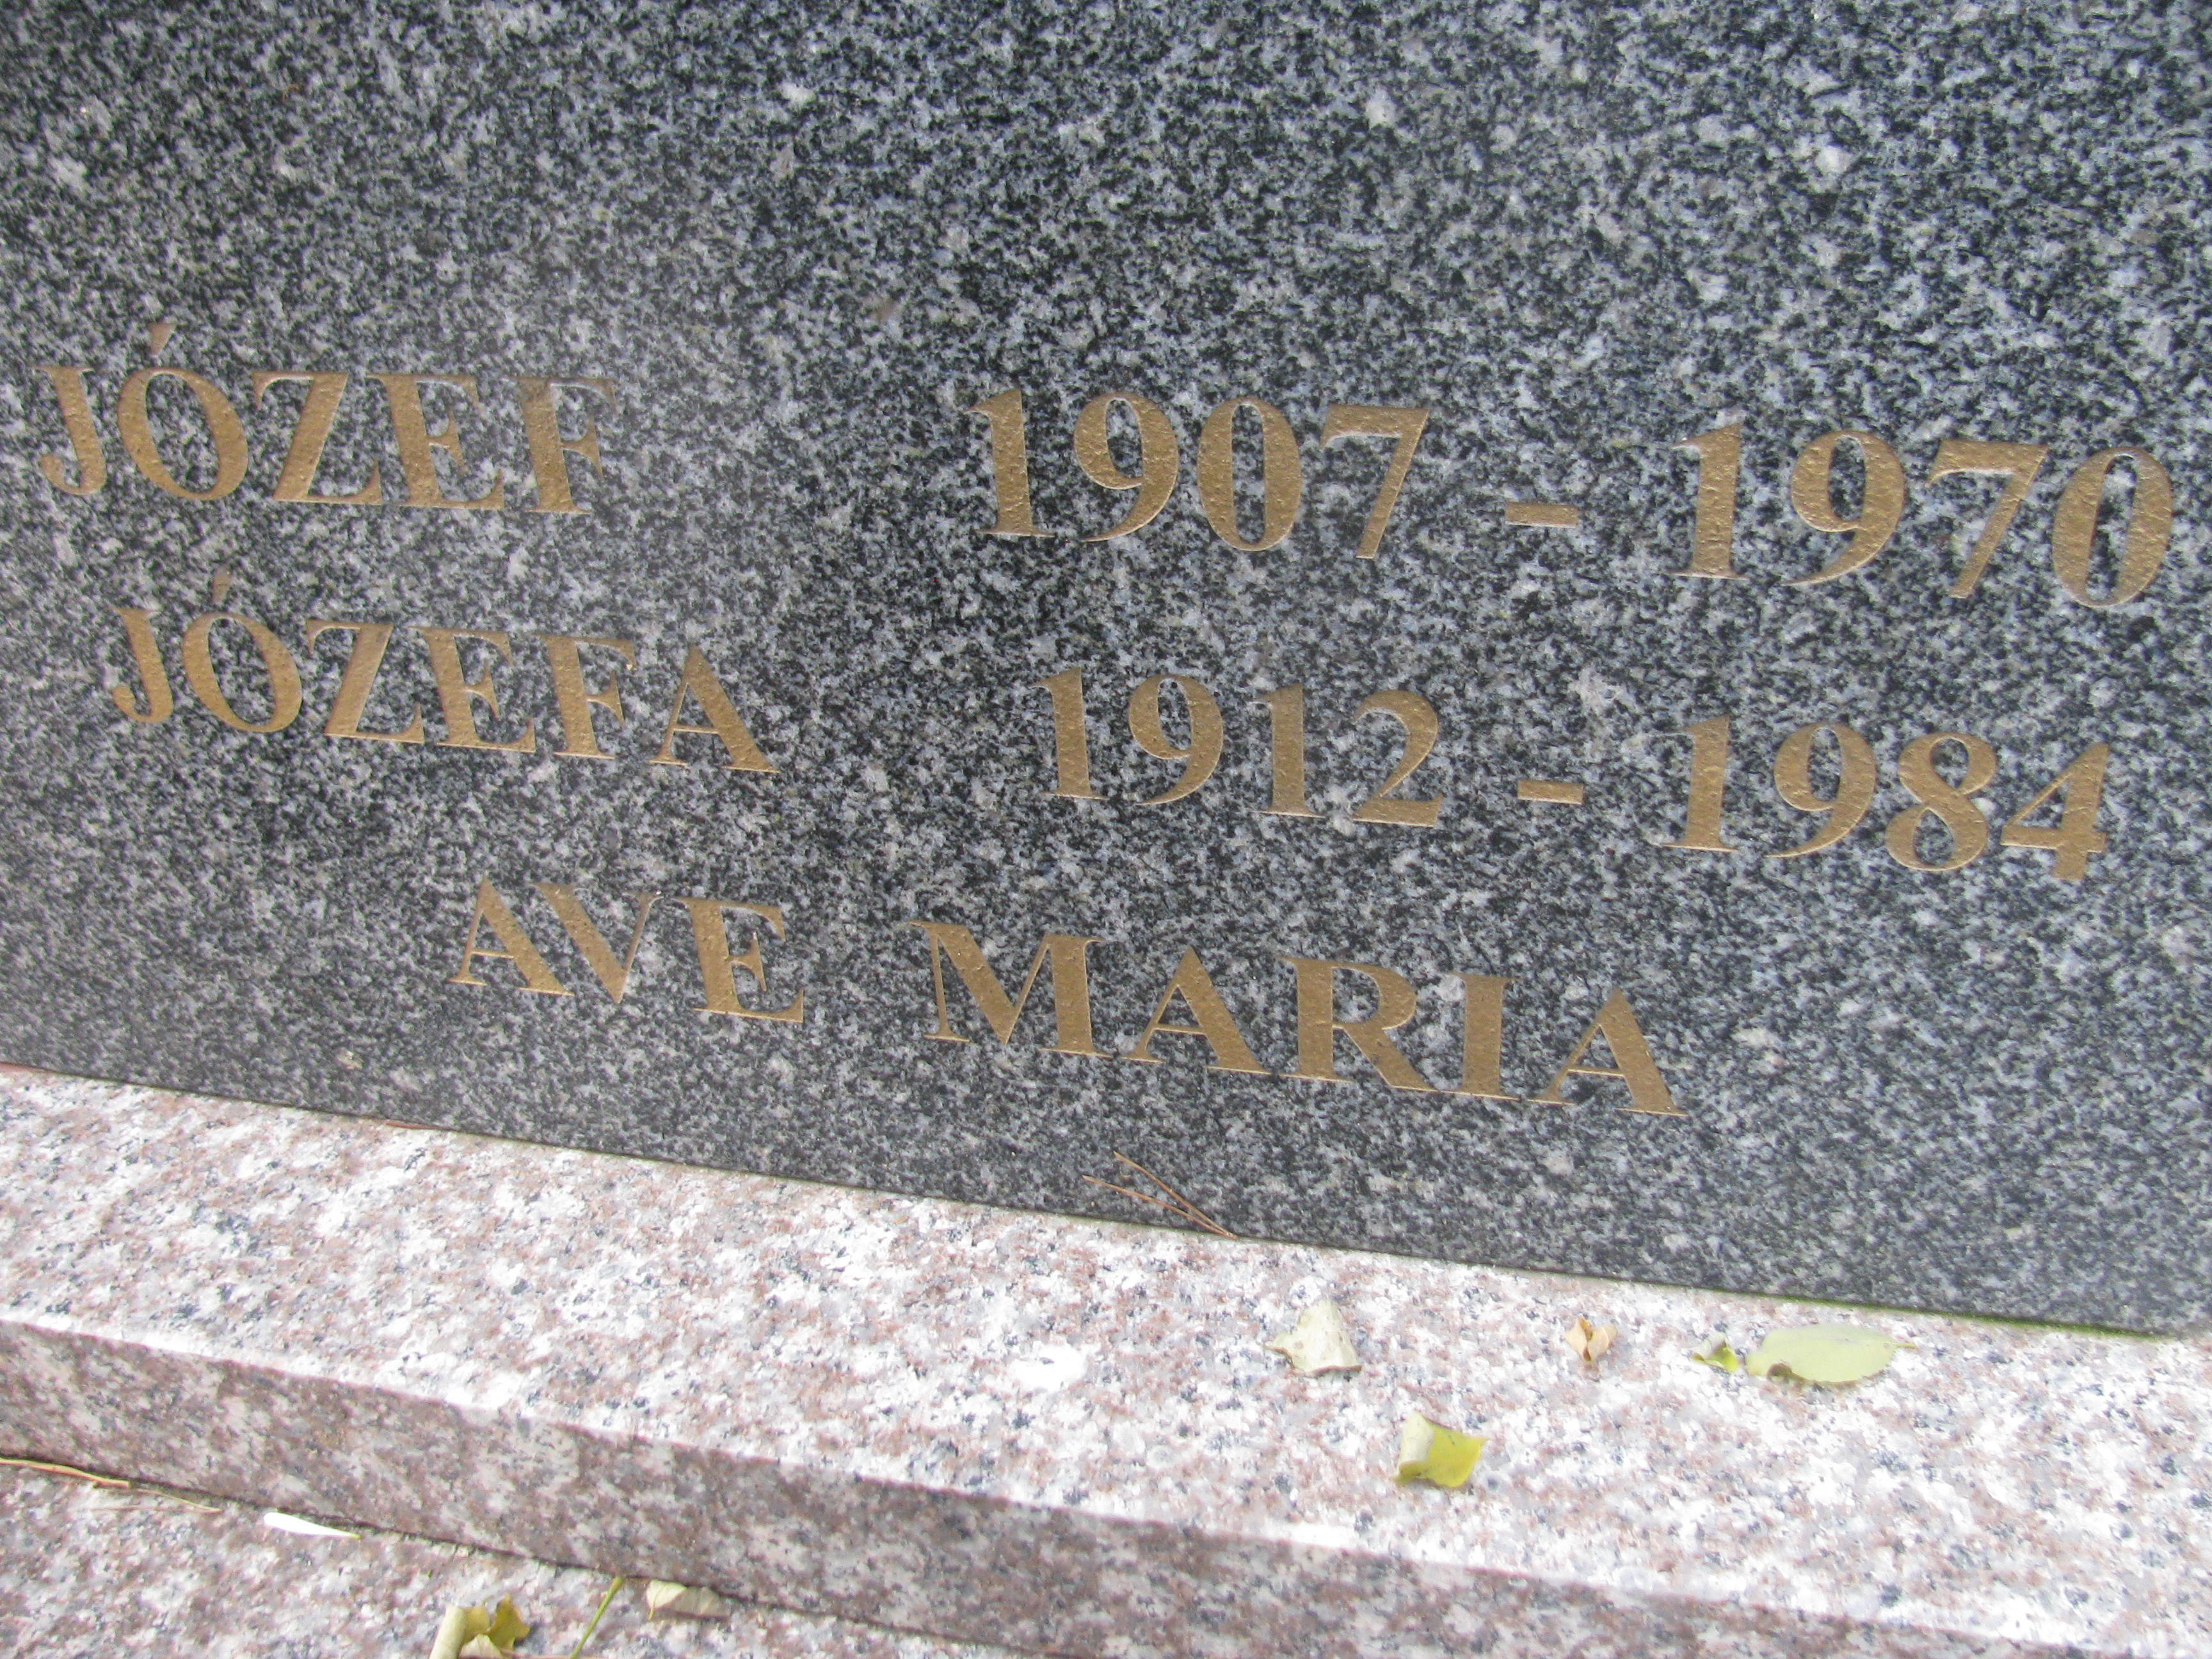 JÓZEF 1907 - 1970
JÓZEFA 1912 - 1984
AVE MARIA